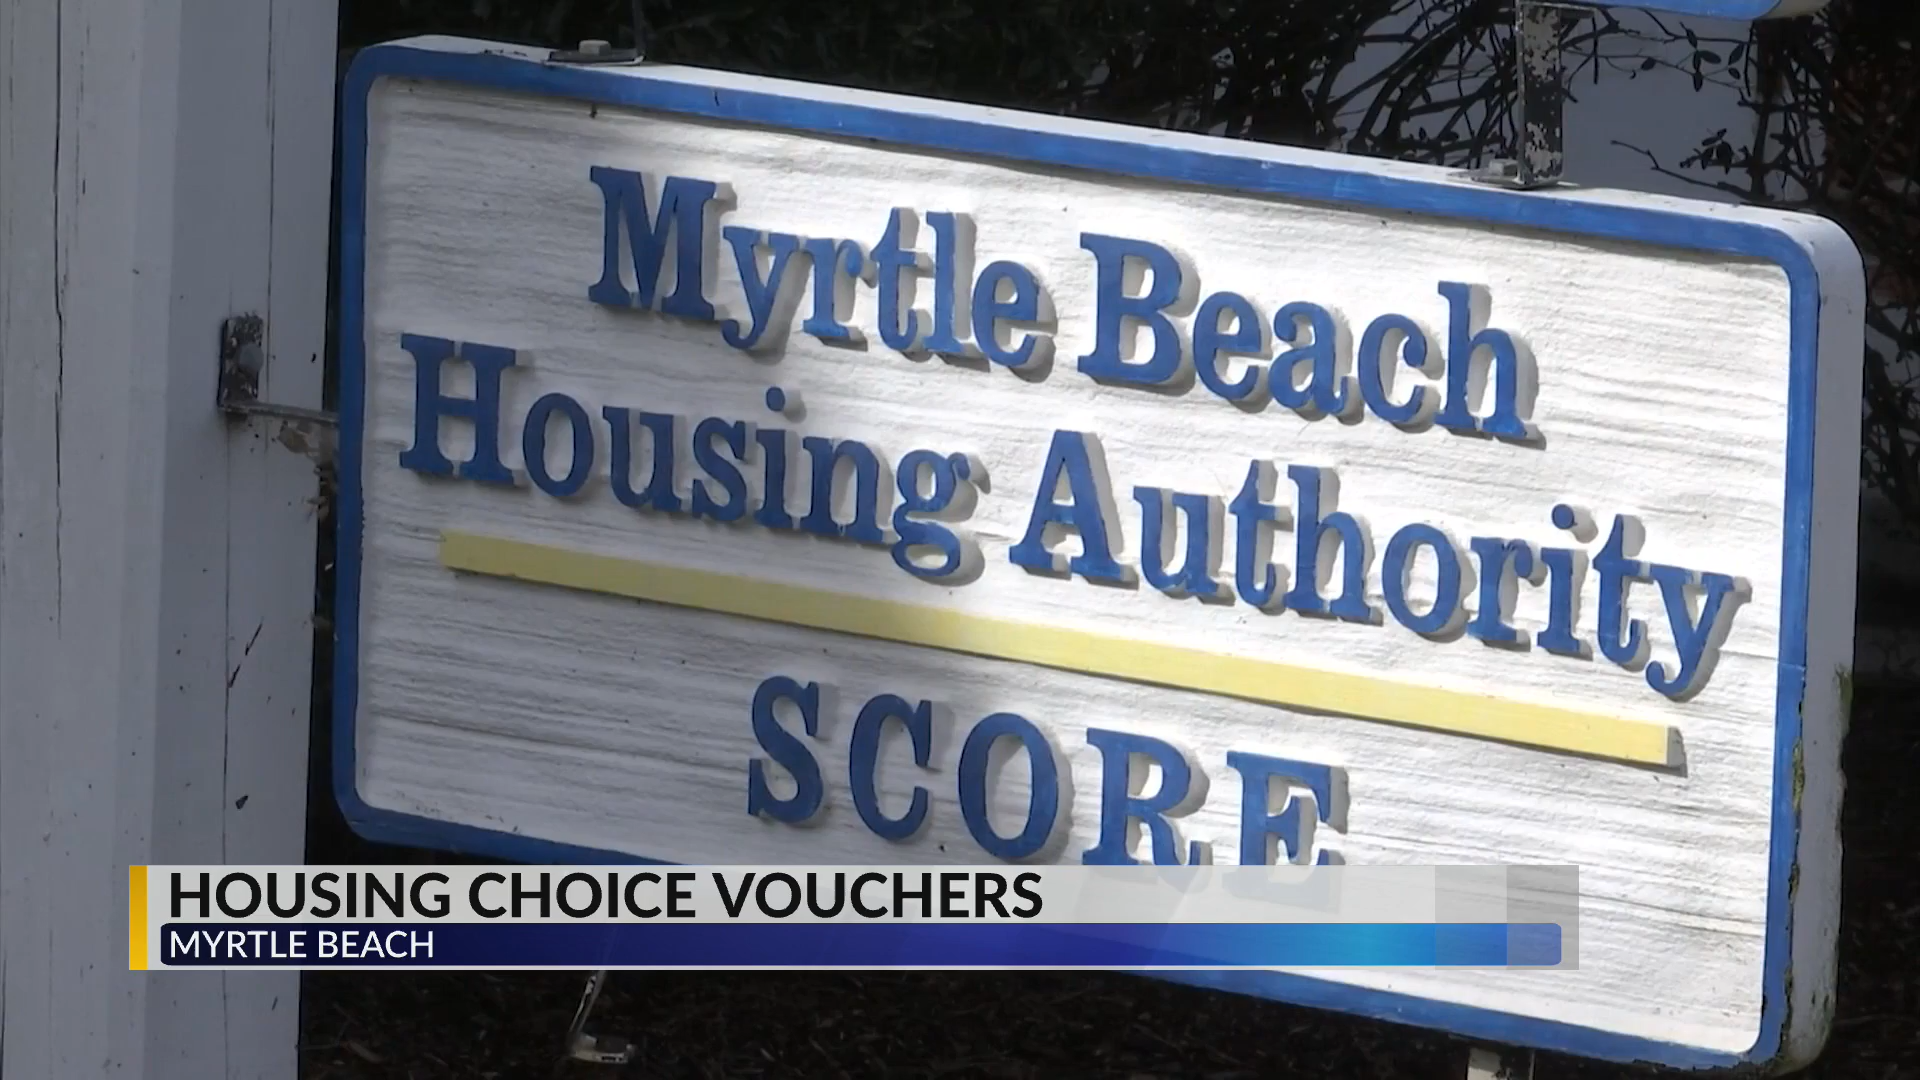 Myrtle Beach
Housing Authority
SCORE
HOUSING CHOICE VOUCHERS
MYRTLE BEACH